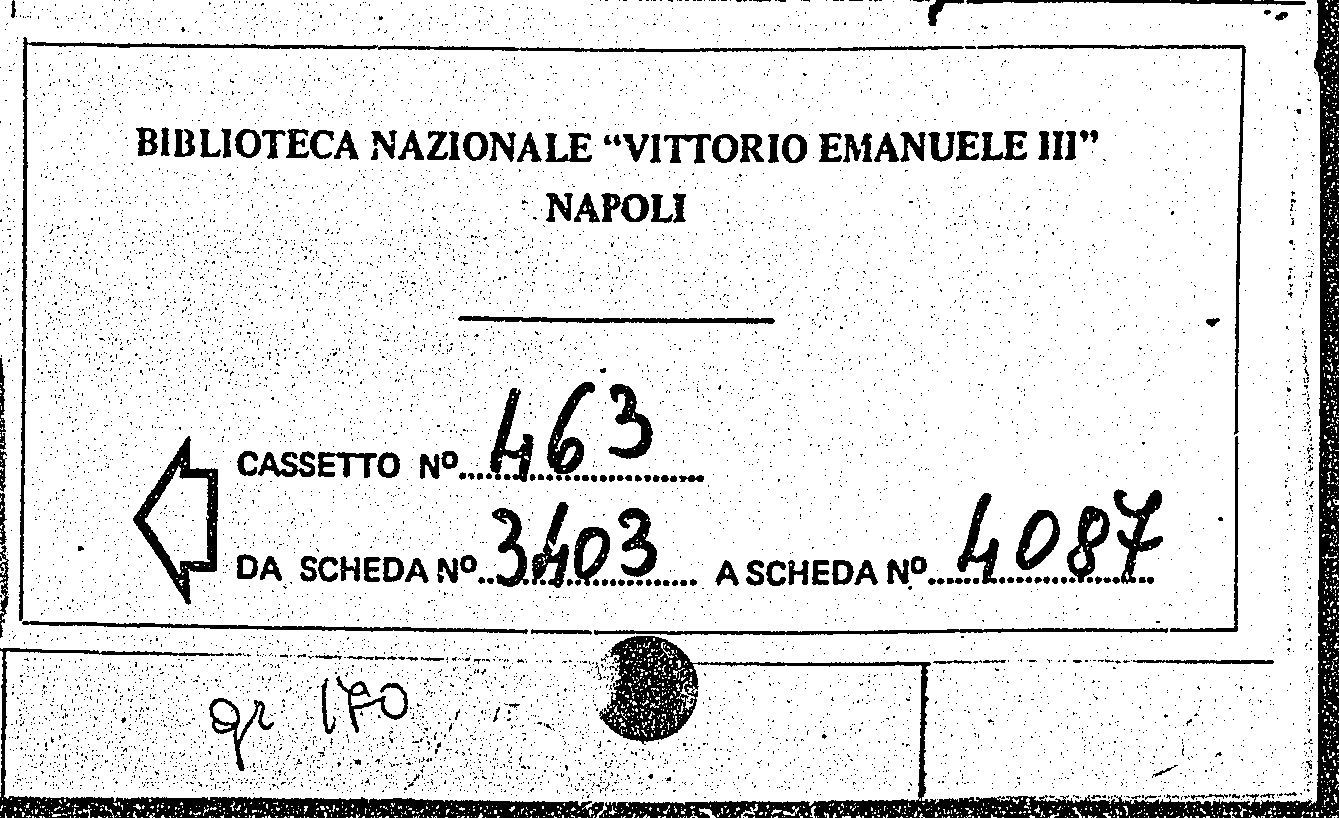 BIBLIOTECA NAZIONALE “VITTORIO EMANUELE III”
NAPOLI
CASSETTO Nº 463
DA SCHEDA Nº 3403 A SCHEDA Nº 4087
gr 170